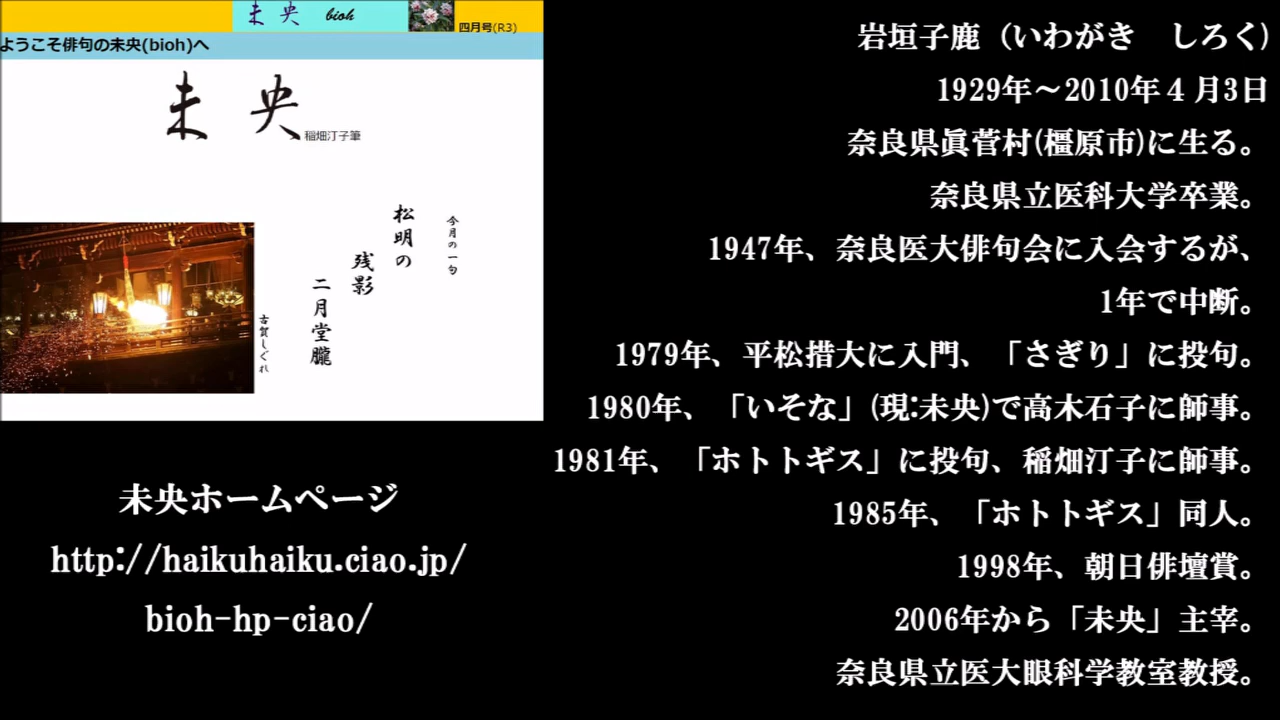 未央 bioh
四月号(R3)
ようこそ俳句の未央(bioh)へ
未央
稲畑汀子筆
今月の一句
松明の
残影
二月堂朧
古賀しぐれ
未央ホームページ
http://haikuhaiku.ciao.jp/
bioh-hp-ciao/
岩垣子鹿（いわがき　しろく）
1929年～2010年４月3日
奈良県眞菅村(橿原市)に生る。
奈良県立医科大学卒業。
1947年、奈良医大俳句会に入会するが、
1年で中断。
1979年、平松措大に入門、「さぎり」に投句。
1980年、「いそな」(現:未央)で高木石子に師事。
1981年、「ホトトギス」に投句、稲畑汀子に師事。
1985年、「ホトトギス」同人。
1998年、朝日俳壇賞。
2006年から「未央」主宰。
奈良県立医大眼科学教室教授。